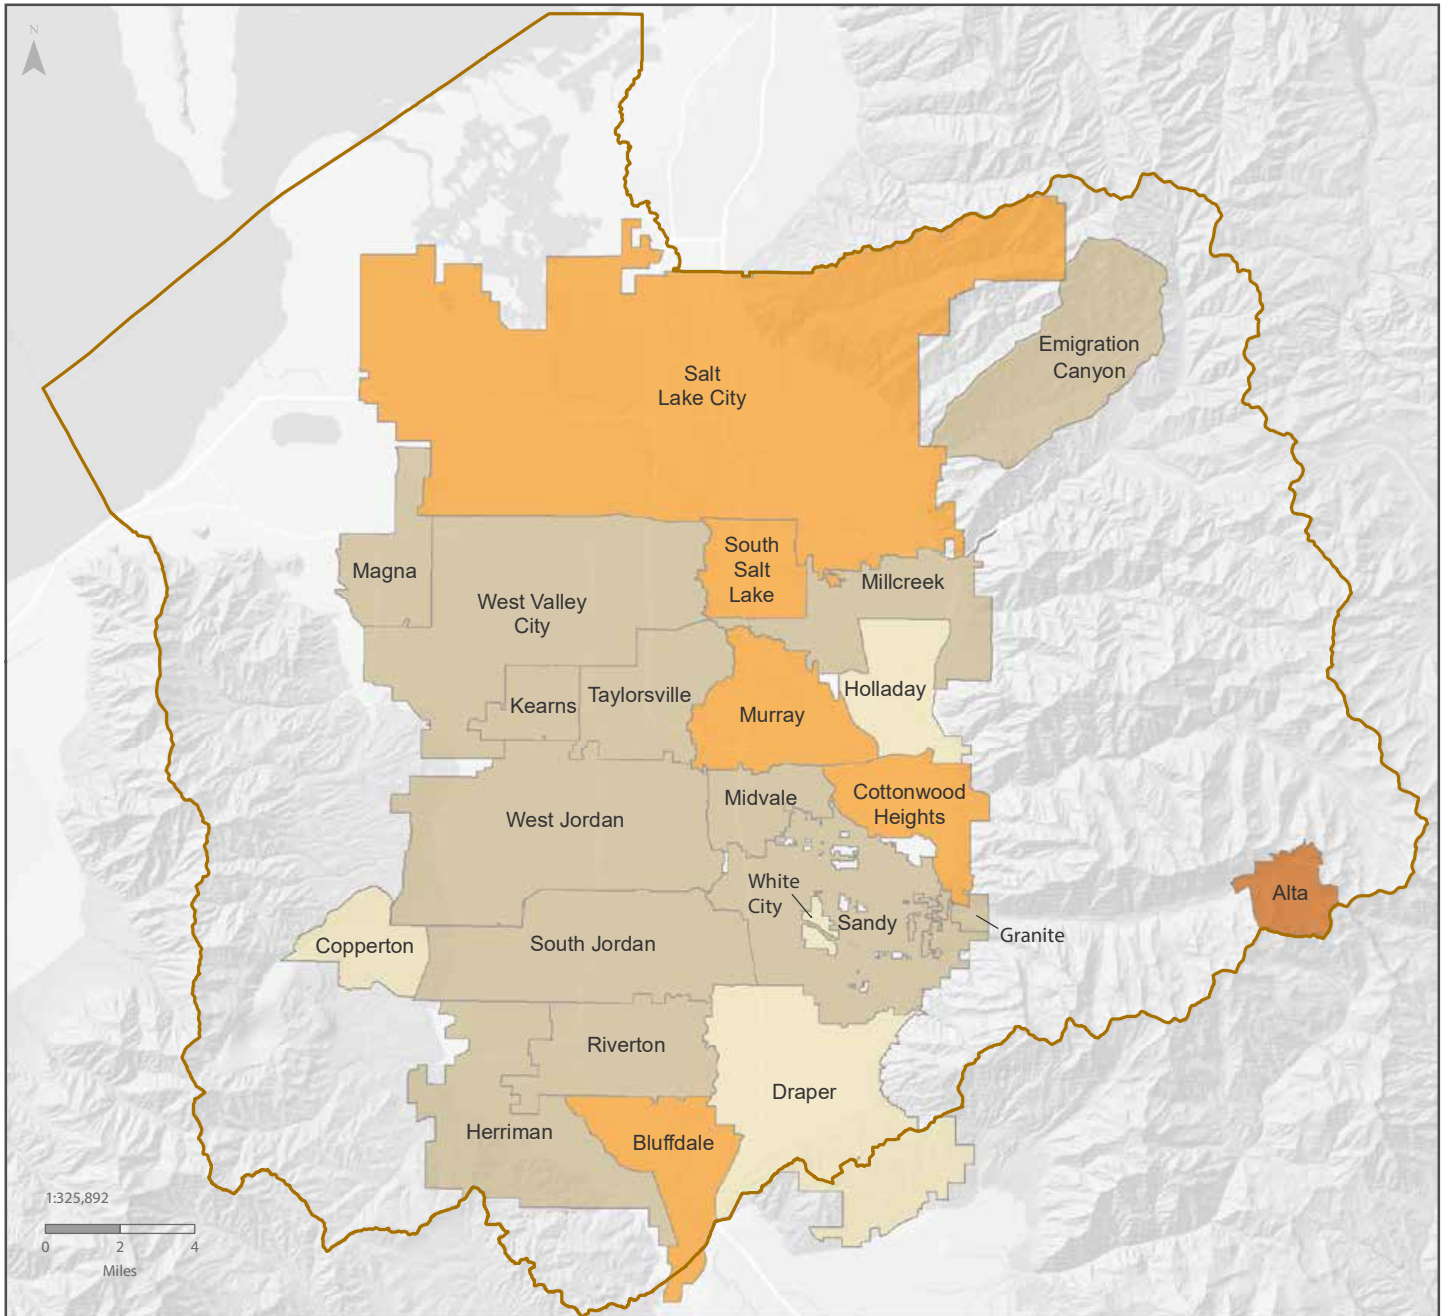 N
Emigration
Canyon
Salt
Lake City
South
Salt
Lake
Magna
Millcreek
West Valley
City
Holladay
Taylorsville
Kearns
Murray
Midvale
Cottonwood
Heights
West Jordan
White
City
Alta
Sandy
Granite
South Jordan
Copperton
Riverton
Draper
Herriman
Bluffdale
1:325,892
0 2 4
Miles